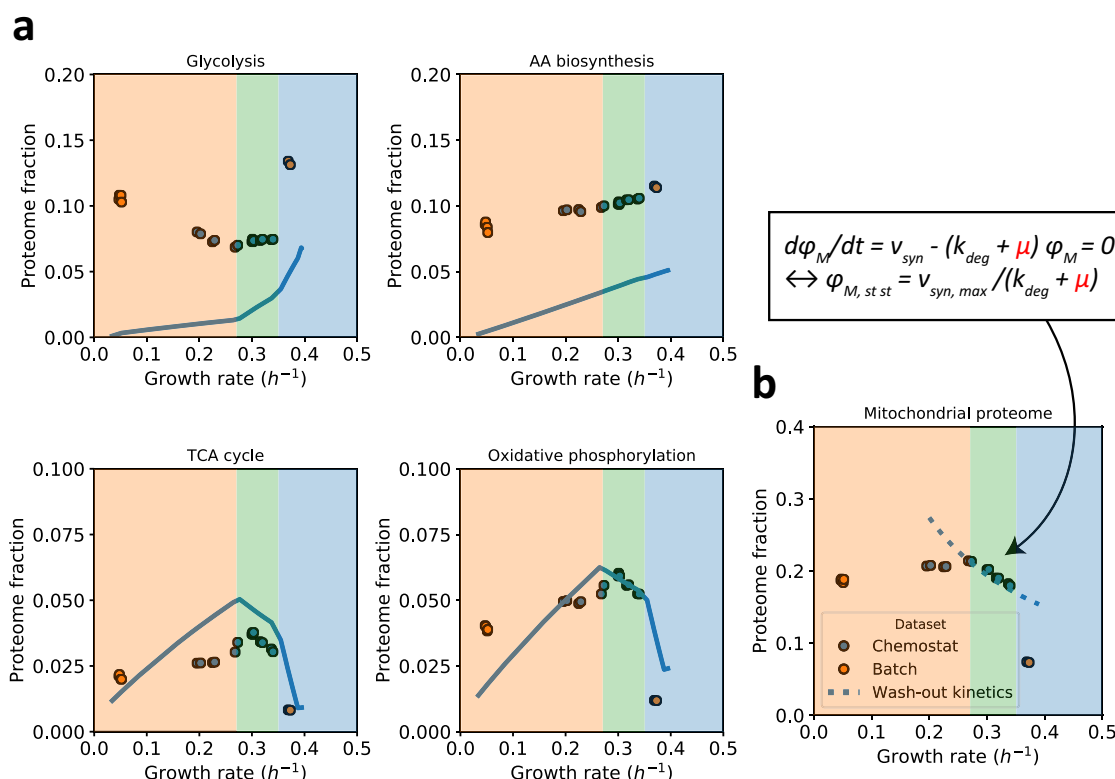 a
Glycolysis
0.20
0.15
0.10
0.05
0.00
Proteome fraction
0.0 0.1 0.2 0.3 0.4 0.5
Growth rate (h⁻¹)
AA biosynthesis
0.20
0.15
0.10
0.05
0.00
Proteome fraction
0.0 0.1 0.2 0.3 0.4 0.5
Growth rate (h⁻¹)
TCA cycle
0.100
0.075
0.050
0.025
0.000
Proteome fraction
0.0 0.1 0.2 0.3 0.4 0.5
Growth rate (h⁻¹)
Oxidative phosphorylation
0.100
0.075
0.050
0.025
0.000
Proteome fraction
0.0 0.1 0.2 0.3 0.4 0.5
Growth rate (h⁻¹)
dφ_M/dt = v_syn - (k_deg + μ) φ_M = 0
↔ φ_M, st st = v_syn, max /(k_deg + μ)
b
Mitochondrial proteome
0.4
0.3
0.2
0.1
0.0
Proteome fraction
Dataset
Chemostat
Batch
Wash-out kinetics
0.0 0.1 0.2 0.3 0.4 0.5
Growth rate (h⁻¹)